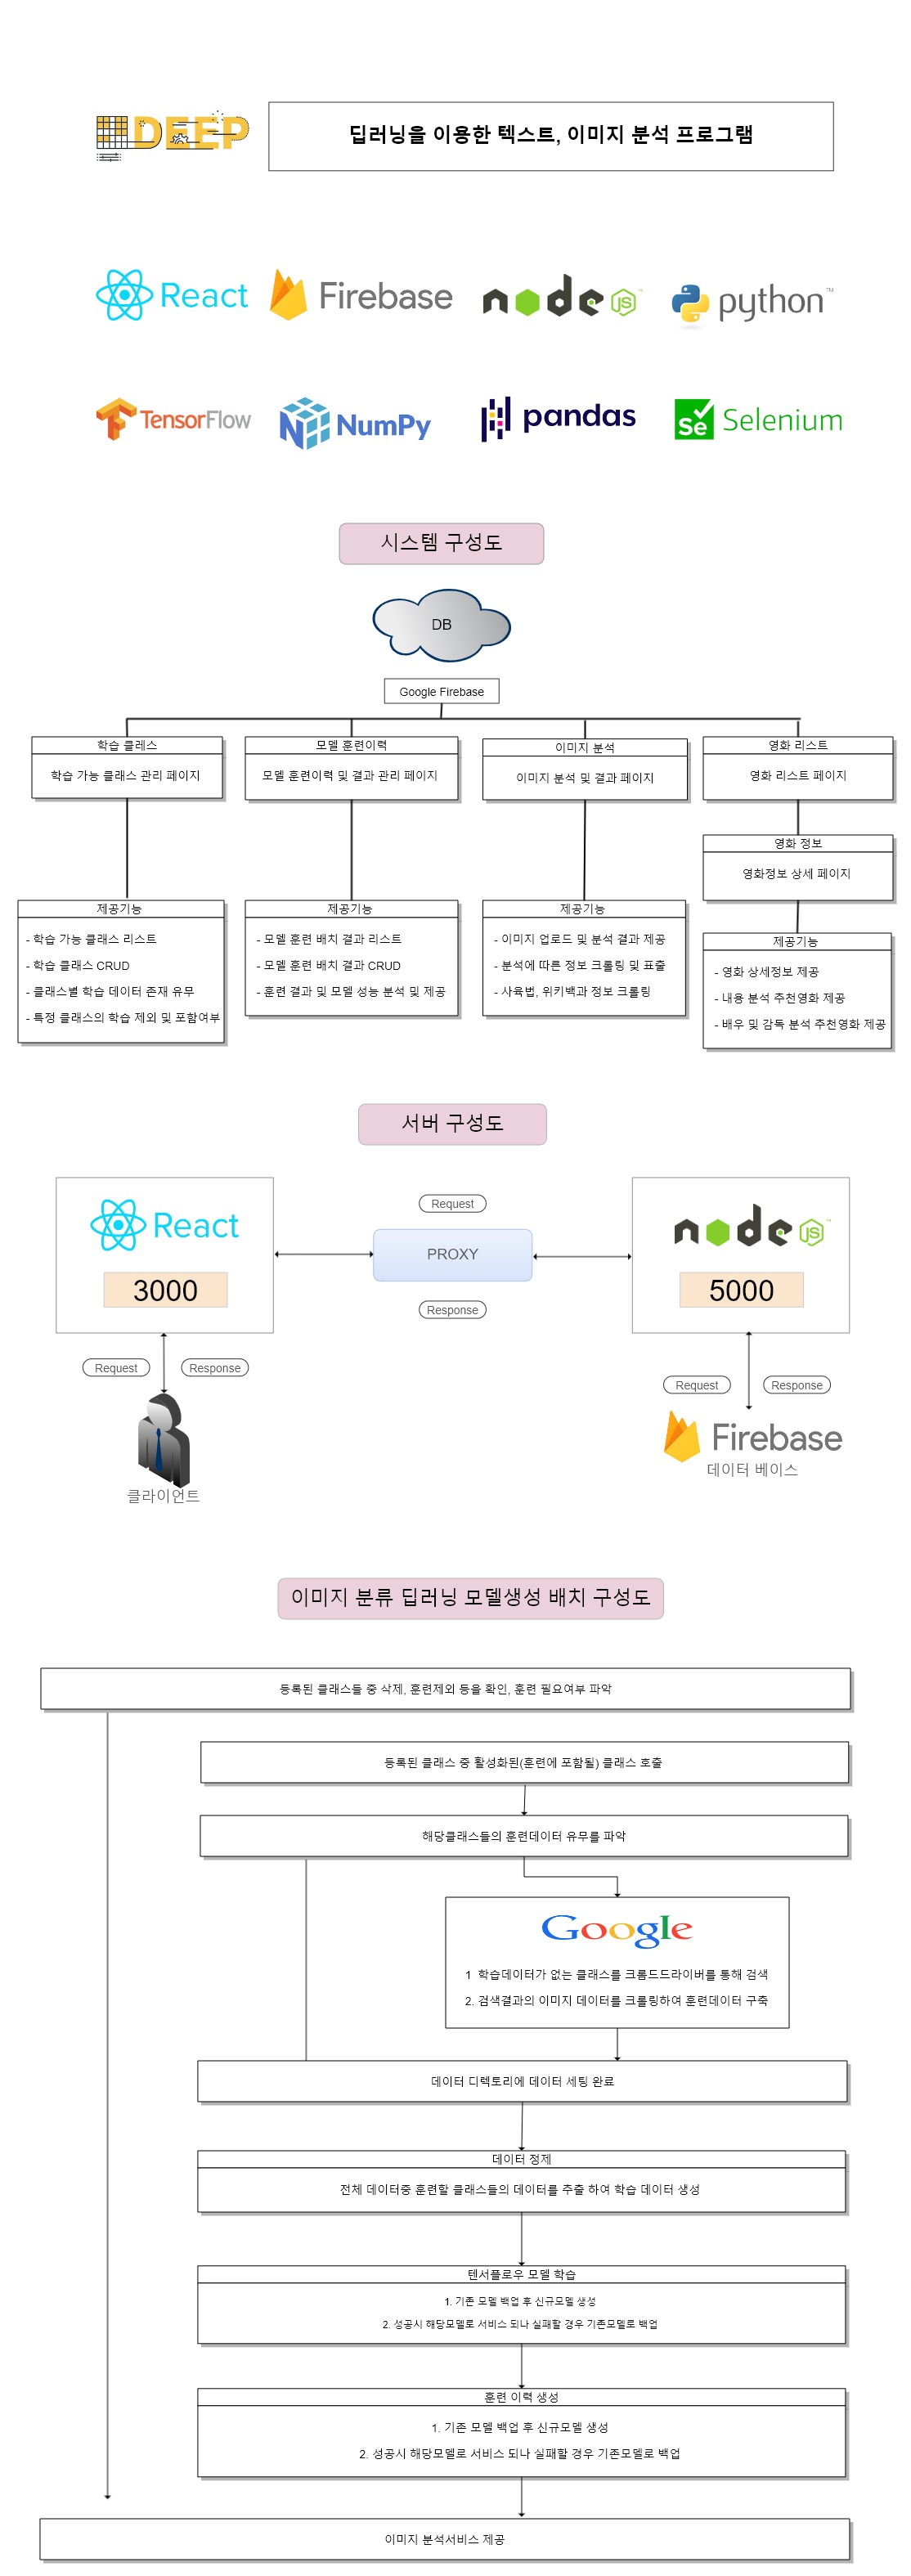 DEEP
딥러닝을 이용한 텍스트, 이미지 분석 프로그램
React
Firebase
node JS
python™
TensorFlow
NumPy
pandas
Se Selenium
시스템 구성도
DB
Google Firebase
학습 클레스
학습 가능 클래스 관리 페이지
모델 훈련이력
모델 훈련이력 및 결과 관리 페이지
이미지 분석
이미지 분석 및 결과 페이지
영화 리스트
영화 리스트 페이지
영화 정보
영화정보 상세 페이지
제공기능
- 학습 가능 클래스 리스트
- 학습 클래스 CRUD
- 클래스별 학습 데이터 존재 유무
- 특정 클래스의 학습 제외 및 포함여부
제공기능
- 모델 훈련 배치 결과 리스트
- 모델 훈련 배치 결과 CRUD
- 훈련 결과 및 모델 성능 분석 및 제공
제공기능
- 이미지 업로드 및 분석 결과 제공
- 분석에 따른 정보 크롤링 및 표출
- 사육법, 위키백과 정보 크롤링
제공기능
- 영화 상세정보 제공
- 내용 분석 추천영화 제공
- 배우 및 감독 분석 추천영화 제공
서버 구성도
React
3000
Request
PROXY
Response
node JS™
5000
Request
Response
클라이언트
Request
Response
Firebase
데이터 베이스
이미지 분류 딥러닝 모델생성 배치 구성도
등록된 클래스들 중 삭제, 훈련제외 등을 확인, 훈련 필요여부 파악
등록된 클래스 중 활성화된(훈련에 포함될) 클래스 호출
해당클래스들의 훈련데이터 유무를 파악
Google
1 학습데이터가 없는 클래스를 크롬드드라이버를 통해 검색
2. 검색결과의 이미지 데이터를 크롤링하여 훈련데이터 구축
데이터 디렉토리에 데이터 세팅 완료
데이터 정제
전체 데이터중 훈련할 클래스들의 데이터를 추출 하여 학습 데이터 생성
텐서플로우 모델 학습
1. 기존 모델 백업 후 신규모델 생성
2. 성공시 해당모델로 서비스 되나 실패할 경우 기존모델로 백업
훈련 이력 생성
1. 기존 모델 백업 후 신규모델 생성
2. 성공시 해당모델로 서비스 되나 실패할 경우 기존모델로 백업
이미지 분석서비스 제공